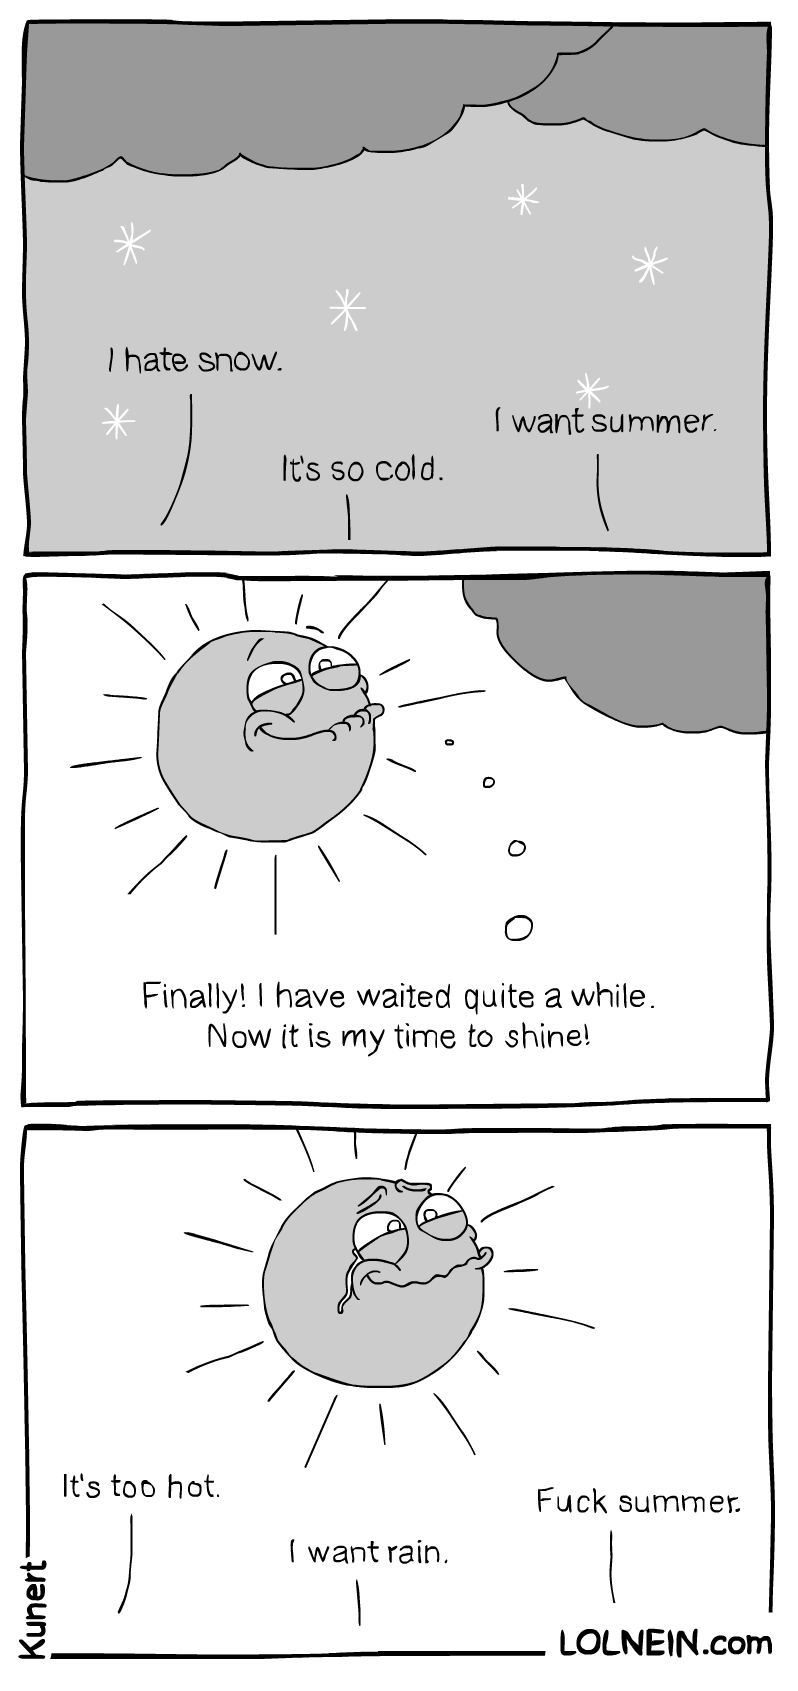 I hate snow.
I want summer.
It's so cold.
Finally! I have waited quite a while.
Now it is my time to shine!
It's too hot.
Fuck summer.
I want rain.
Kunert
LOLNEIN.com